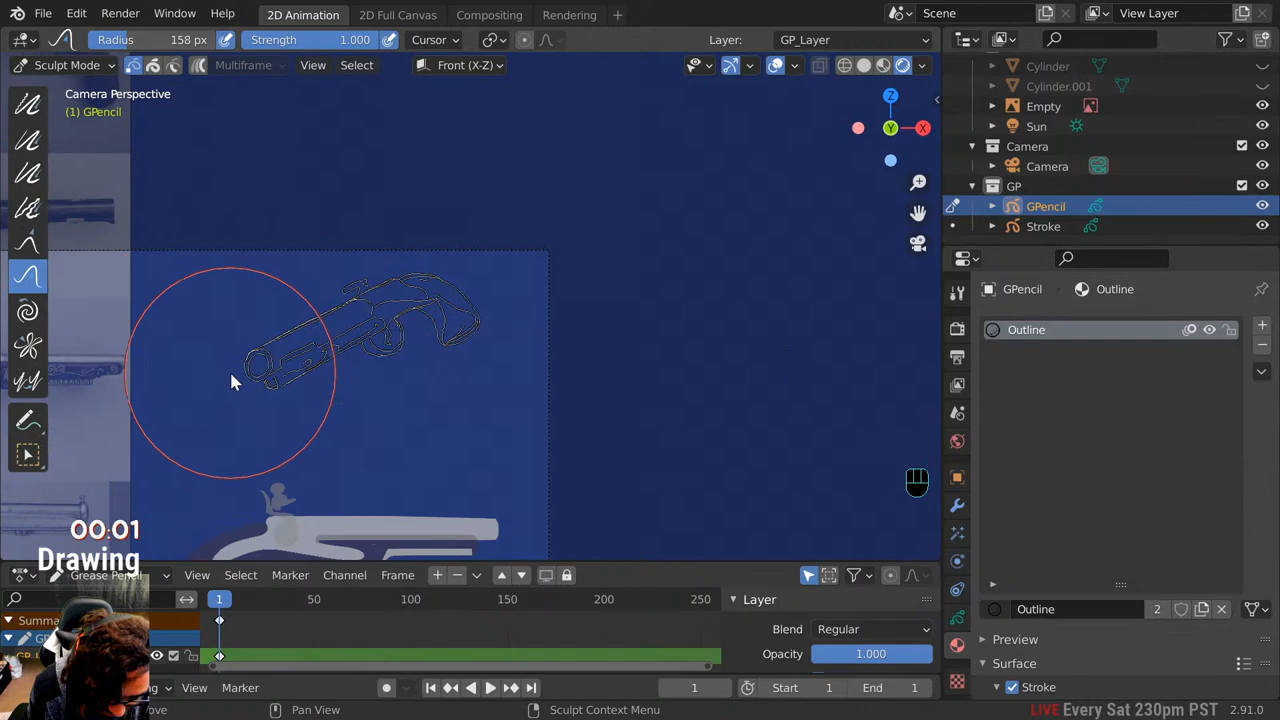 File Edit Render Window Help 2D Animation 2D Full Canvas Compositing Rendering + Scene View Layer
Radius 158 px Strength 1.000 Cursor Layer: GP_Layer
Sculpt Mode Multiframe View Select Front (X-Z)
Camera Perspective
(1) GPencil
Z
Y
X
Cylinder
Cylinder.001
Empty
Sun
Camera
Camera
GP
GPencil
Stroke
GPencil Outline
Outline
Outline 2
Preview
Surface
Stroke
00:01
Drawing
Grease Pencil View Select Marker Channel Frame
1 50 100 150 200 250
Summa
GP
Layer
Blend Regular
Opacity 1.000
View Marker 1 Start 1 End 1
Pan View Sculpt Context Menu
LIVE Every Sat 230pm PST 2.91.0